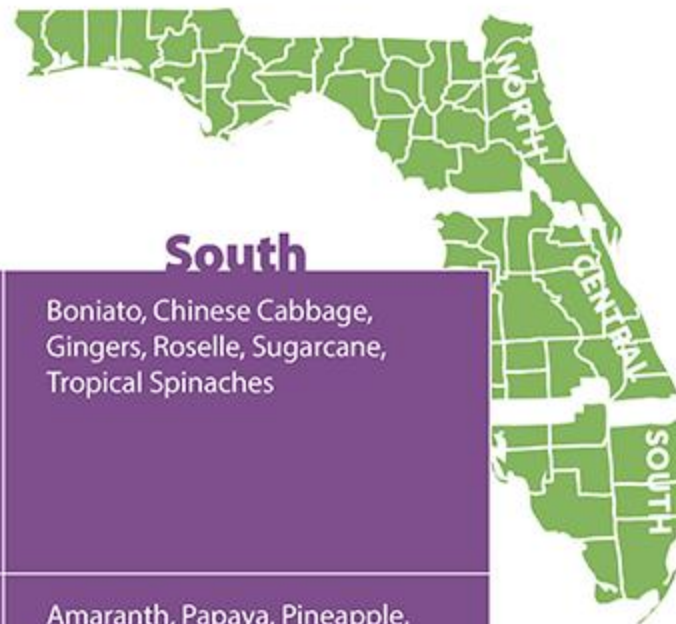 NORTH
South
CENTRAL
Boniato, Chinese Cabbage,
Gingers, Roselle, Sugarcane,
Tropical Spinaches
SOUTH
Amaranth, Papaya, Pineapple,